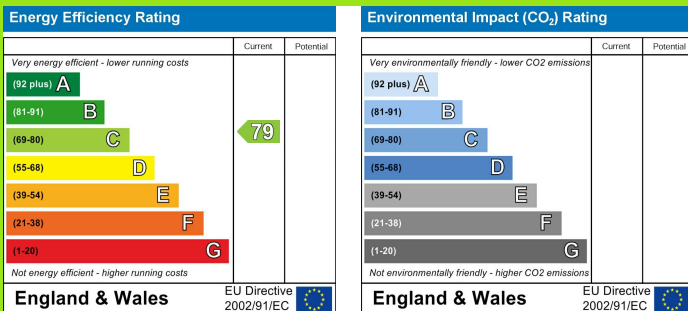 Energy Efficiency Rating
Current Potential
Very energy efficient - lower running costs
(92 plus) A
(81-91) B
(69-80) C
79
(55-68) D
(39-54) E
(21-38) F
(1-20) G
Not energy efficient - higher running costs
England & Wales
EU Directive
2002/91/EC
Environmental Impact (CO₂) Rating
Current Potential
Very environmentally friendly - lower CO2 emissions
(92 plus) A
(81-91) B
(69-80) C
(55-68) D
(39-54) E
(21-38) F
(1-20) G
Not environmentally friendly - higher CO2 emissions
England & Wales
EU Directive
2002/91/EC